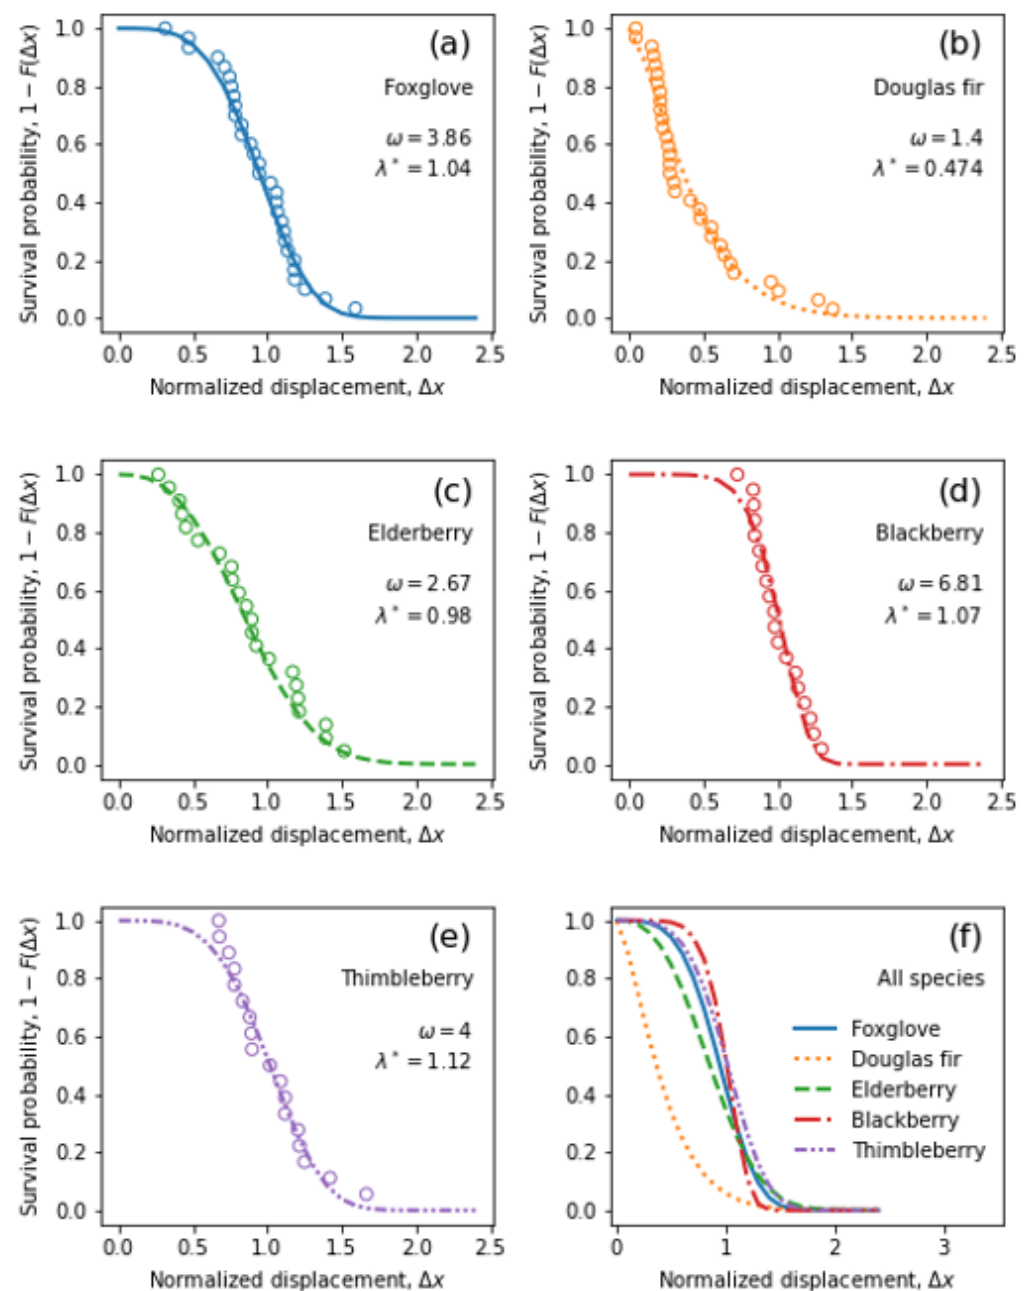 (a)
Foxglove
ω = 3.86
λ* = 1.04
Survival probability, 1 − F(Δx)
1.0
0.8
0.6
0.4
0.2
0.0
0.0 0.5 1.0 1.5 2.0 2.5
Normalized displacement, Δx
(b)
Douglas fir
ω = 1.4
λ* = 0.474
Survival probability, 1 − F(Δx)
1.0
0.8
0.6
0.4
0.2
0.0
0.0 0.5 1.0 1.5 2.0 2.5
Normalized displacement, Δx
(c)
Elderberry
ω = 2.67
λ* = 0.98
Survival probability, 1 − F(Δx)
1.0
0.8
0.6
0.4
0.2
0.0
0.0 0.5 1.0 1.5 2.0 2.5
Normalized displacement, Δx
(d)
Blackberry
ω = 6.81
λ* = 1.07
Survival probability, 1 − F(Δx)
1.0
0.8
0.6
0.4
0.2
0.0
0.0 0.5 1.0 1.5 2.0 2.5
Normalized displacement, Δx
(e)
Thimbleberry
ω = 4
λ* = 1.12
Survival probability, 1 − F(Δx)
1.0
0.8
0.6
0.4
0.2
0.0
0.0 0.5 1.0 1.5 2.0 2.5
Normalized displacement, Δx
(f)
All species
Foxglove
Douglas fir
Elderberry
Blackberry
Thimbleberry
Survival probability, 1 − F(Δx)
1.0
0.8
0.6
0.4
0.2
0.0
0 1 2 3
Normalized displacement, Δx